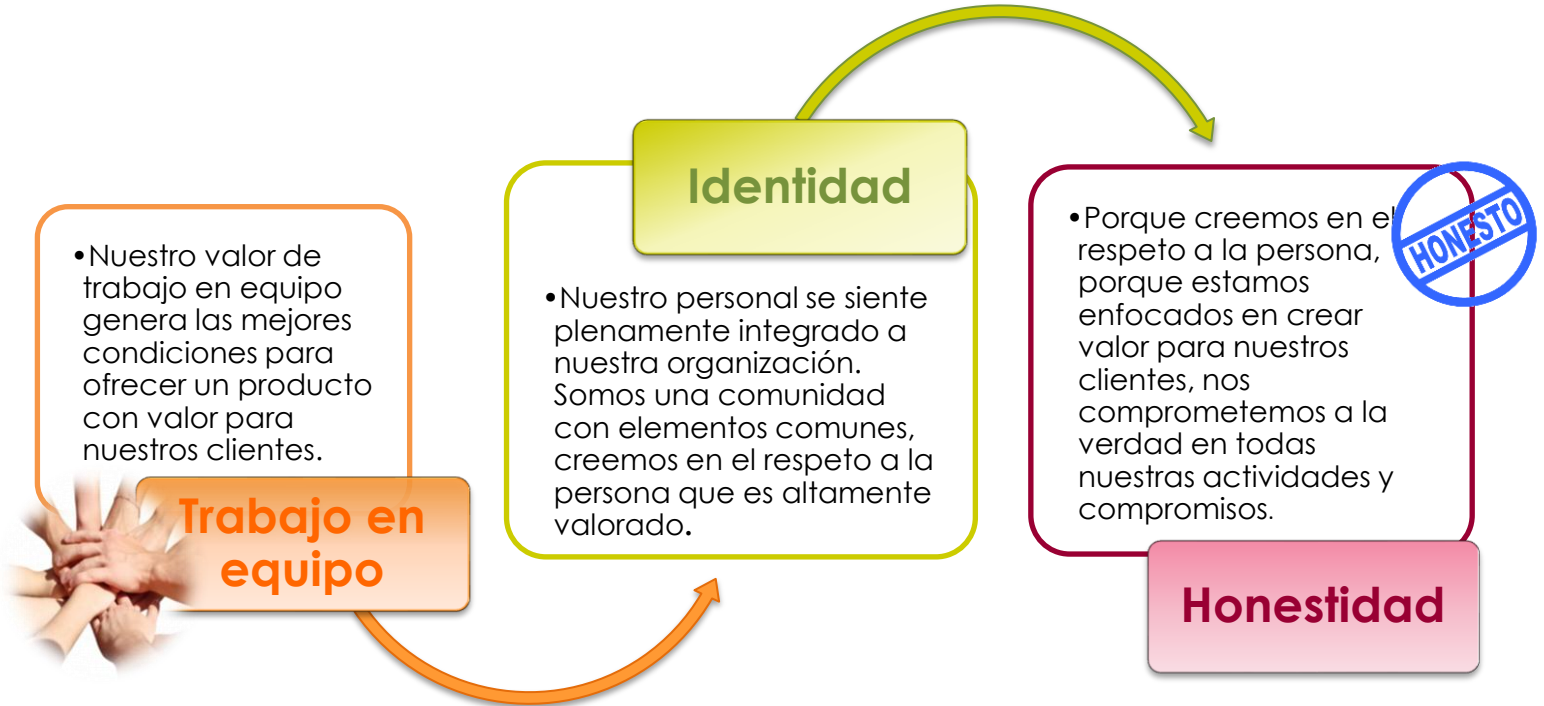 •Nuestro valor de
trabajo en equipo
genera las mejores
condiciones para
ofrecer un producto
con valor para
nuestros clientes.
Trabajo en
equipo
Identidad
•Nuestro personal se siente
plenamente integrado a
nuestra organización.
Somos una comunidad
con elementos comunes,
creemos en el respeto a la
persona que es altamente
valorado.
•Porque creemos en el
respeto a la persona,
porque estamos
enfocados en crear
valor para nuestros
clientes, nos
comprometemos a la
verdad en todas
nuestras actividades y
compromisos.
HONESTO
Honestidad